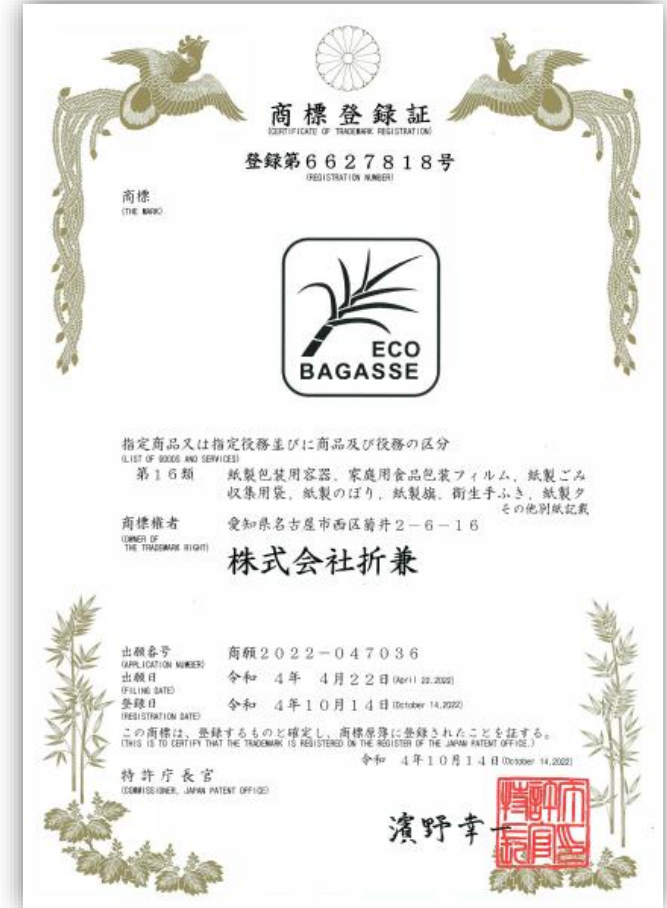 商標登録証
(CERTIFICATE OF TRADEMARK REGISTRATION)
登録第6627818号
(REGISTRATION NUMBER)
商標
(THE MARK)
ECO
BAGASSE
指定商品又は指定役務並びに商品及び役務の区分
(LIST OF GOODS AND SERVICES)
第16類 紙製包装用容器、家庭用食品包装フィルム、紙製ごみ
収集用袋、紙製のぼり、紙製旗、衛生手ふき、紙製タ
その他別紙記載
商標権者 愛知県名古屋市西区菊井2-6-16
(OWNER OF
THE TRADEMARK RIGHT)
株式会社折兼
出願番号 商願2022-047036
(APPLICATION NUMBER)
出願日 令和 4年 4月22日(April 22,2022)
(FILING DATE)
登録日 令和 4年10月14日(October 14,2022)
(REGISTRATION DATE)
この商標は、登録するものと確定し、商標原簿に登録されたことを証する。
(THIS IS TO CERTIFY THAT THE TRADEMARK IS REGISTERED ON THE REGISTER OF THE JAPAN PATENT OFFICE.)
令和 4年10月14日(October 14,2022)
特許庁長官
(COMMISSIONER, JAPAN PATENT OFFICE)
濱野幸一